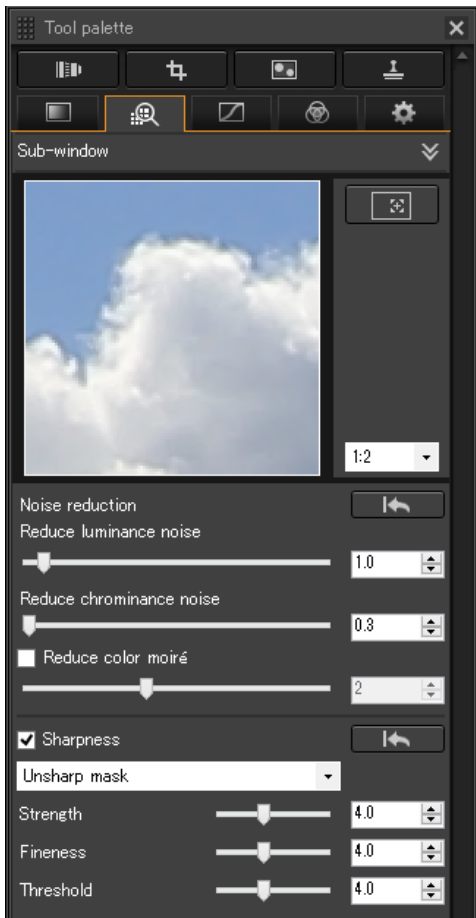 Tool palette
Sub-window
1:2
Noise reduction
Reduce luminance noise
1.0
Reduce chrominance noise
0.3
Reduce color moiré
2
Sharpness
Unsharp mask
Strength 4.0
Fineness 4.0
Threshold 4.0